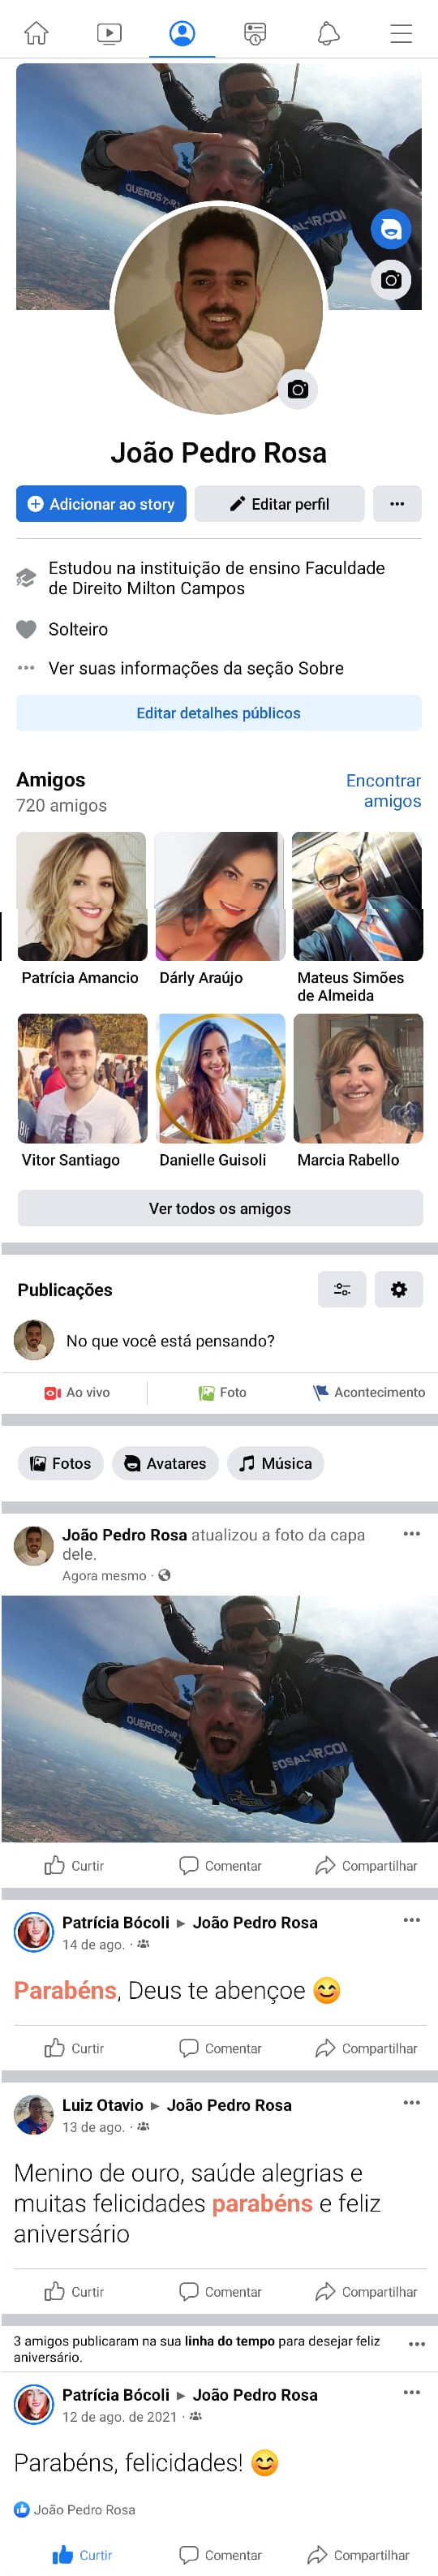 João Pedro Rosa
Adicionar ao story
Editar perfil
Estudou na instituição de ensino Faculdade
de Direito Milton Campos
Solteiro
Ver suas informações da seção Sobre
Editar detalhes públicos
Amigos
Encontrar
amigos
720 amigos
Patrícia Amancio
Dárly Araújo
Mateus Simões
de Almeida
Vitor Santiago
Danielle Guisoli
Marcia Rabello
Ver todos os amigos
Publicações
No que você está pensando?
Ao vivo
Foto
Acontecimento
Fotos
Avatares
Música
João Pedro Rosa atualizou a foto da capa
dele.
Agora mesmo ·
Curtir
Comentar
Compartilhar
Patrícia Bócoli ▸ João Pedro Rosa
14 de ago. ·
Parabéns, Deus te abençoe 😊
Curtir
Comentar
Compartilhar
Luiz Otavio ▸ João Pedro Rosa
13 de ago. ·
Menino de ouro, saúde alegrias e
muitas felicidades parabéns e feliz
aniversário
Curtir
Comentar
Compartilhar
3 amigos publicaram na sua linha do tempo para desejar feliz
aniversário.
Patrícia Bócoli ▸ João Pedro Rosa
12 de ago. de 2021 ·
Parabéns, felicidades! 😊
João Pedro Rosa
Curtir
Comentar
Compartilhar